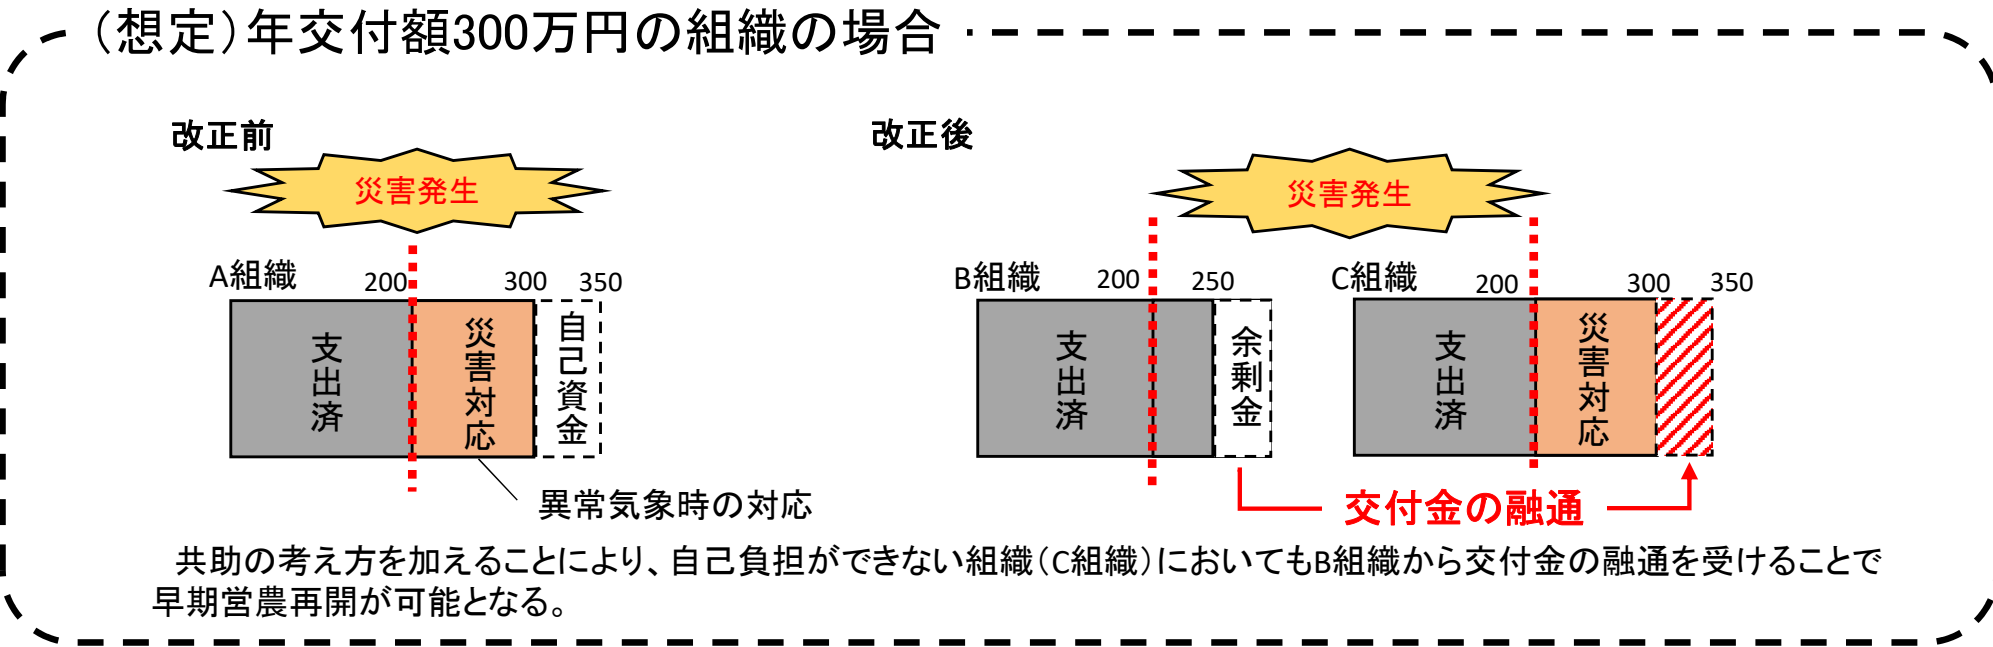 （想定）年交付額300万円の組織の場合
改正前
災害発生
A組織
200
300
350
支出済
災害対応
自己資金
異常気象時の対応
改正後
災害発生
B組織
200
250
支出済
余剰金
C組織
200
300
350
支出済
災害対応
交付金の融通
共助の考え方を加えることにより、自己負担ができない組織（C組織）においてもB組織から交付金の融通を受けることで
早期営農再開が可能となる。